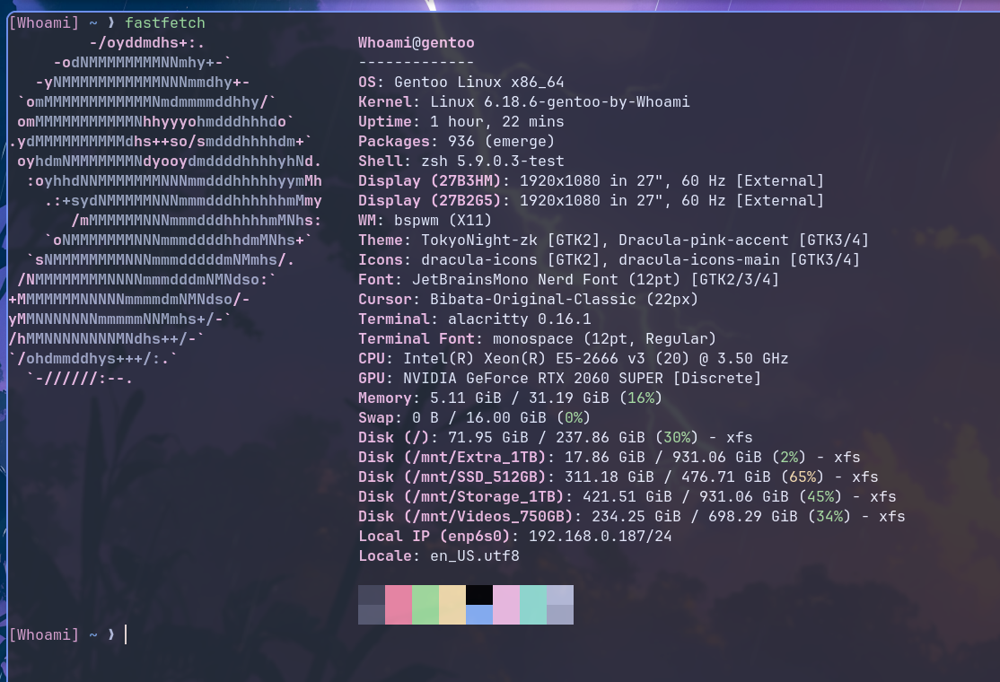 [Whoami] ~ ❯ fastfetch
         -/oyddmdhs+:.
     -odNMMMMMMMMNNmhy+-`
   -yNMMMMMMMMMMMNNNmmdhy+-
 `omMMMMMMMMMMMMNmdmmmmddhhy/`
 omMMMMMMMMMMMNhhyyyohmdddhhhdo`
.ydMMMMMMMMMMdhs++so/smdddhhhhdm+`
 oyhdmNMMMMMMMNdyooydmddddhhhhyhNd.
  :oyhhdNNMMMMMMMNNNmmdddhhhhhyymMh
    .:+sydNMMMMMNNNmmmdddhhhhhhmMmy
       /mMMMMMMNNNmmmdddhhhhhmMNhs:
    `oNMMMMMMMNNNmmmddddhhdmMNhs+`
  `sNMMMMMMMMNNNmmmdddddmNMmhs/.
 /NMMMMMMMMNNNNmmmdddmNMNdso:`
+MMMMMMMNNNNNmmmmdmNMNdso/-
yMMNNNNNNNmmmmmNNMmhs+/-`
/hMMNNNNNNNNMNdhs++/-`
`/ohdmmddhys+++/:.`
  `-//////:--.
Whoami@gentoo
-------------
OS: Gentoo Linux x86_64
Kernel: Linux 6.18.6-gentoo-by-Whoami
Uptime: 1 hour, 22 mins
Packages: 936 (emerge)
Shell: zsh 5.9.0.3-test
Display (27B3HM): 1920x1080 in 27", 60 Hz [External]
Display (27B2G5): 1920x1080 in 27", 60 Hz [External]
WM: bspwm (X11)
Theme: TokyoNight-zk [GTK2], Dracula-pink-accent [GTK3/4]
Icons: dracula-icons [GTK2], dracula-icons-main [GTK3/4]
Font: JetBrainsMono Nerd Font (12pt) [GTK2/3/4]
Cursor: Bibata-Original-Classic (22px)
Terminal: alacritty 0.16.1
Terminal Font: monospace (12pt, Regular)
CPU: Intel(R) Xeon(R) E5-2666 v3 (20) @ 3.50 GHz
GPU: NVIDIA GeForce RTX 2060 SUPER [Discrete]
Memory: 5.11 GiB / 31.19 GiB (16%)
Swap: 0 B / 16.00 GiB (0%)
Disk (/): 71.95 GiB / 237.86 GiB (30%) - xfs
Disk (/mnt/Extra_1TB): 17.86 GiB / 931.06 GiB (2%) - xfs
Disk (/mnt/SSD_512GB): 311.18 GiB / 476.71 GiB (65%) - xfs
Disk (/mnt/Storage_1TB): 421.51 GiB / 931.06 GiB (45%) - xfs
Disk (/mnt/Videos_750GB): 234.25 GiB / 698.29 GiB (34%) - xfs
Local IP (enp6s0): 192.168.0.187/24
Locale: en_US.utf8
[Whoami] ~ ❯